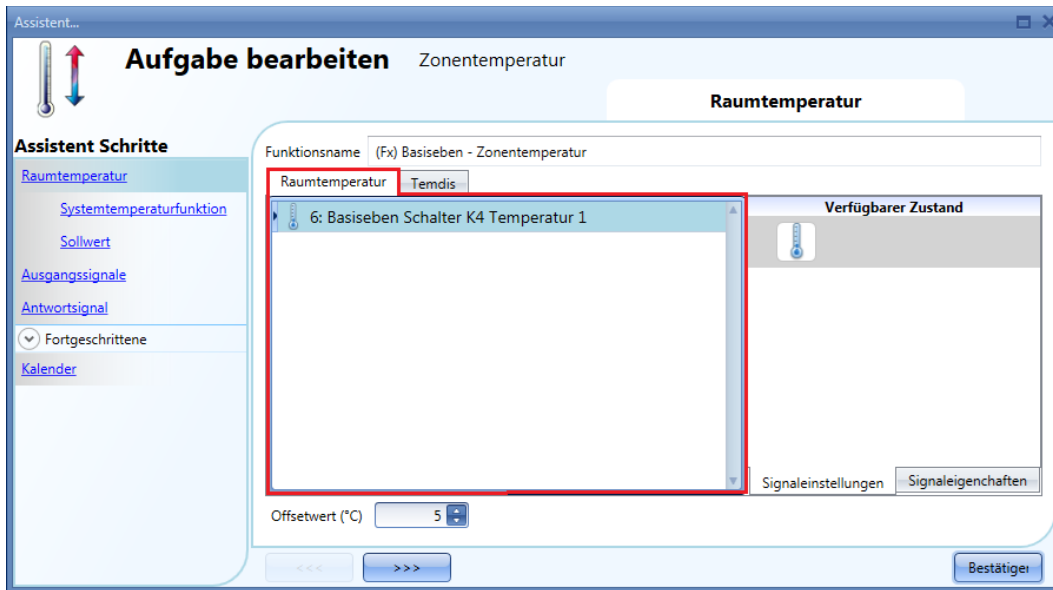 Assistent...
Aufgabe bearbeiten Zonentemperatur
Raumtemperatur
Assistent Schritte
Raumtemperatur
Systemtemperaturfunktion
Sollwert
Ausgangssignale
Antwortsignal
Fortgeschrittene
Kalender
Funktionsname (Fx) Basiseben - Zonentemperatur
Raumtemperatur Temdis
6: Basiseben Schalter K4 Temperatur 1
Verfügbarer Zustand
Signaleinstellungen Signaleigenschaften
Offsetwert (°C) 5
<<< >>> Bestätiger